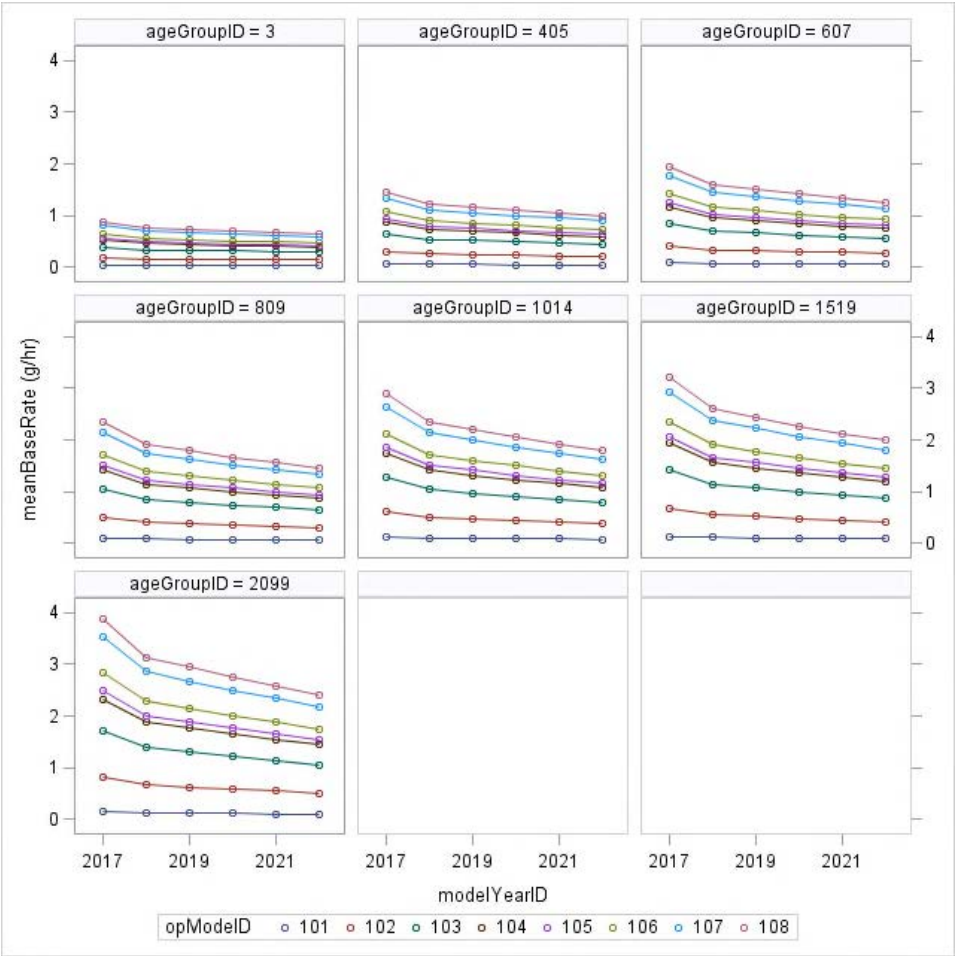 ageGroupID = 3 ageGroupID = 405 ageGroupID = 607
4
3
2
1
0
ageGroupID = 809 ageGroupID = 1014 ageGroupID = 1519
4
3
2
1
0
meanBaseRate (g/hr)
ageGroupID = 2099
4
3
2
1
0
2017 2019 2021 2017 2019 2021 2017 2019 2021
modelYearID
opModeID 101 102 103 104 105 106 107 108